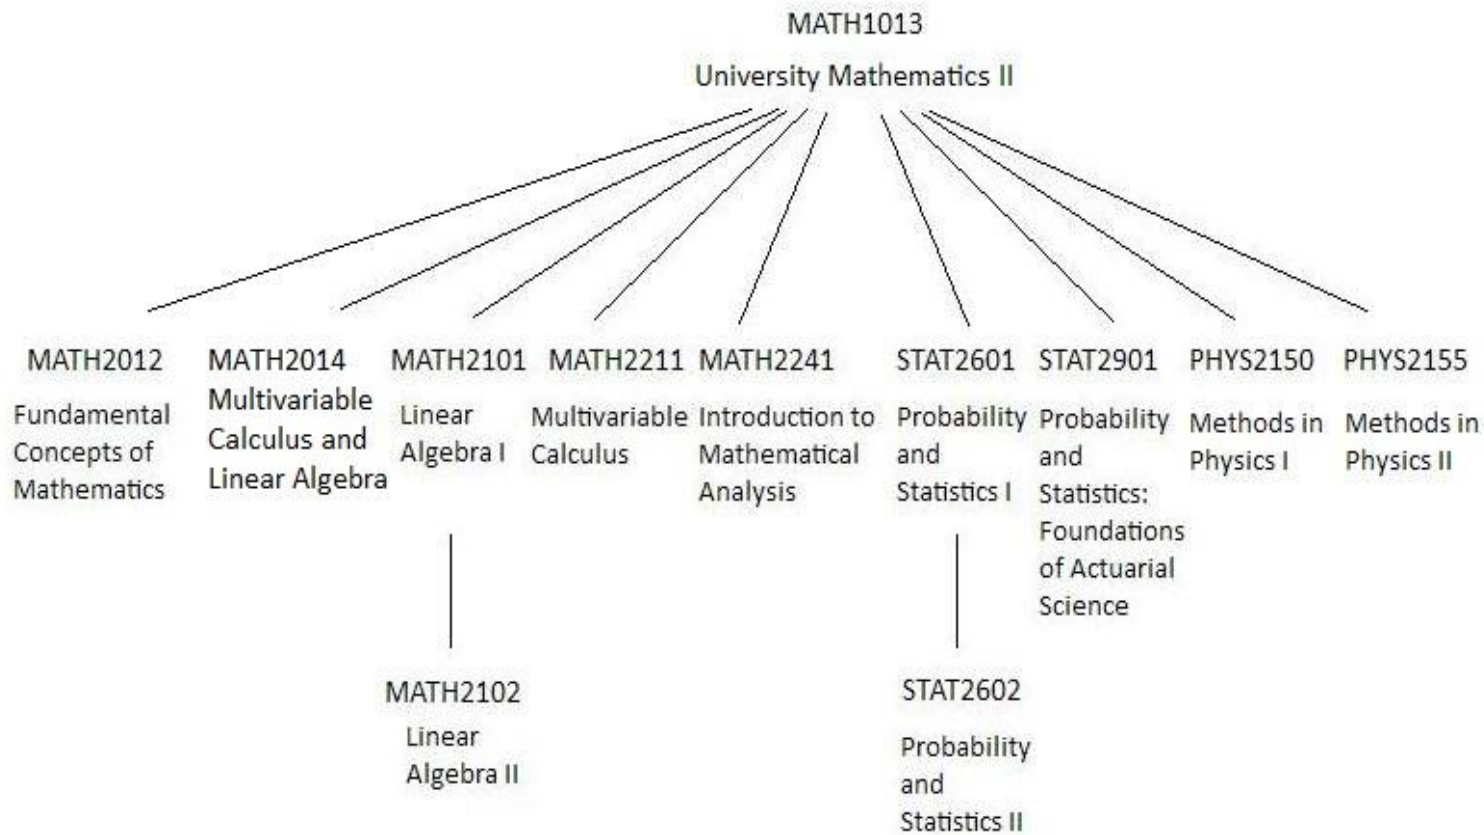 MATH1013
University Mathematics II
MATH2012
Fundamental
Concepts of
Mathematics
MATH2014
Multivariable
Calculus and
Linear Algebra
MATH2101
Linear
Algebra I
MATH2211
Multivariable
Calculus
MATH2241
Introduction to
Mathematical
Analysis
STAT2601
Probability
and
Statistics I
STAT2901
Probability
and
Statistics:
Foundations
of Actuarial
Science
PHYS2150
Methods in
Physics I
PHYS2155
Methods in
Physics II
MATH2102
Linear
Algebra II
STAT2602
Probability
and
Statistics II